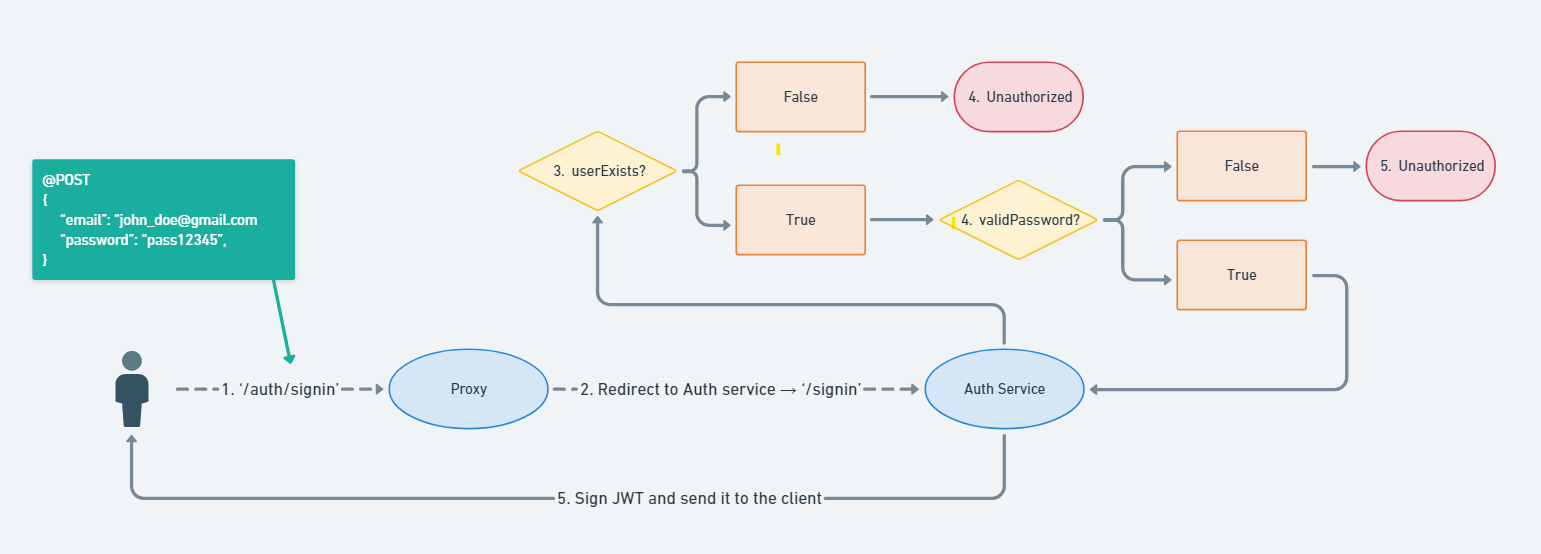 False
4. Unauthorized
3. userExists?
False
5. Unauthorized
@POST
{
“email”: “john_doe@gmail.com
“password”: “pass12345”,
}
True
4. validPassword?
True
1. ‘/auth/signin’
Proxy
2. Redirect to Auth service → ‘/signin’
Auth Service
5. Sign JWT and send it to the client